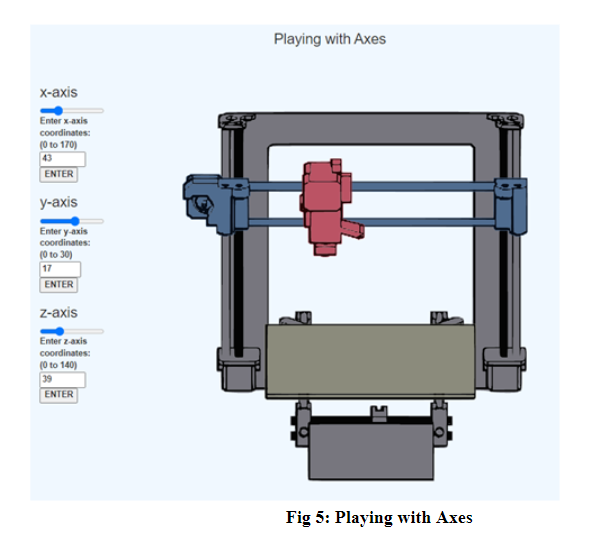 Playing with Axes
x-axis
Enter x-axis
coordinates:
(0 to 170)
43
ENTER
y-axis
Enter y-axis
coordinates:
(0 to 30)
17
ENTER
z-axis
Enter z-axis
coordinates:
(0 to 140)
39
ENTER
Fig 5: Playing with Axes